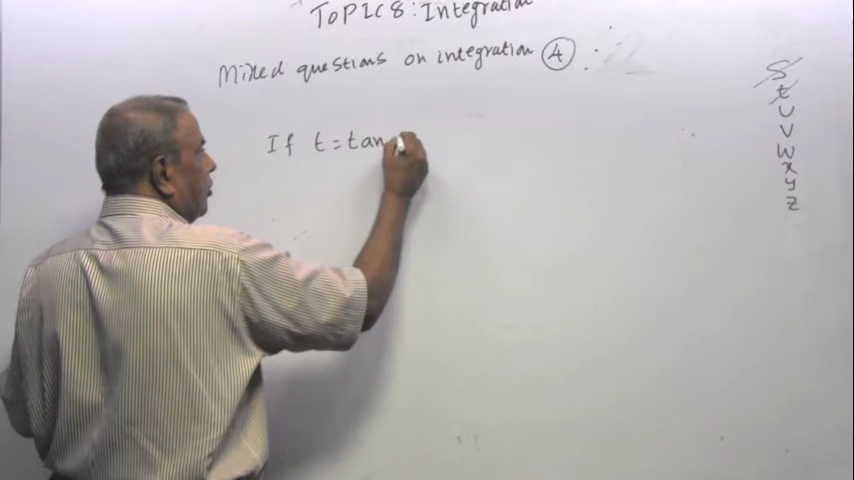 TOPIC 8: Integration
Mixed questions on integration 4
If t = tan
S
t
U
V
W
x
y
z